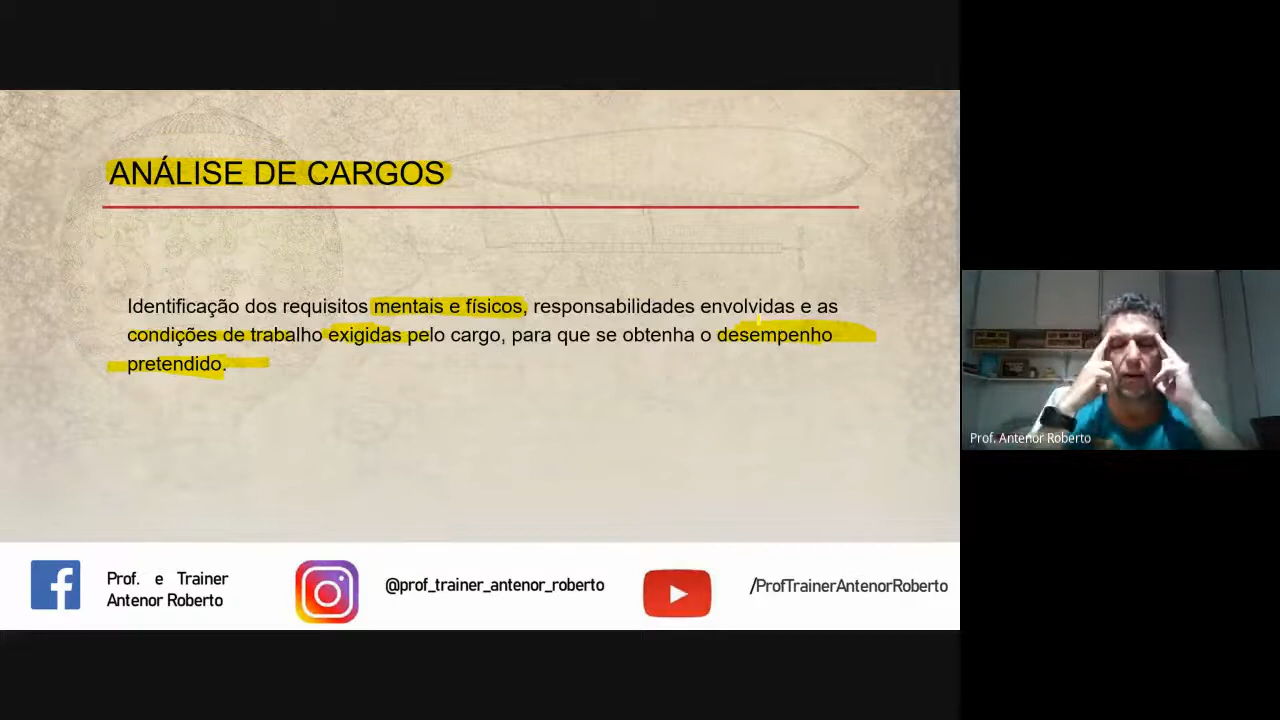 ANÁLISE DE CARGOS
Identificação dos requisitos mentais e físicos, responsabilidades envolvidas e as
condições de trabalho exigidas pelo cargo, para que se obtenha o desempenho
pretendido.
Prof. Antenor Roberto
Prof. e Trainer
Antenor Roberto
@prof_trainer_antenor_roberto
/ProfTrainerAntenorRoberto